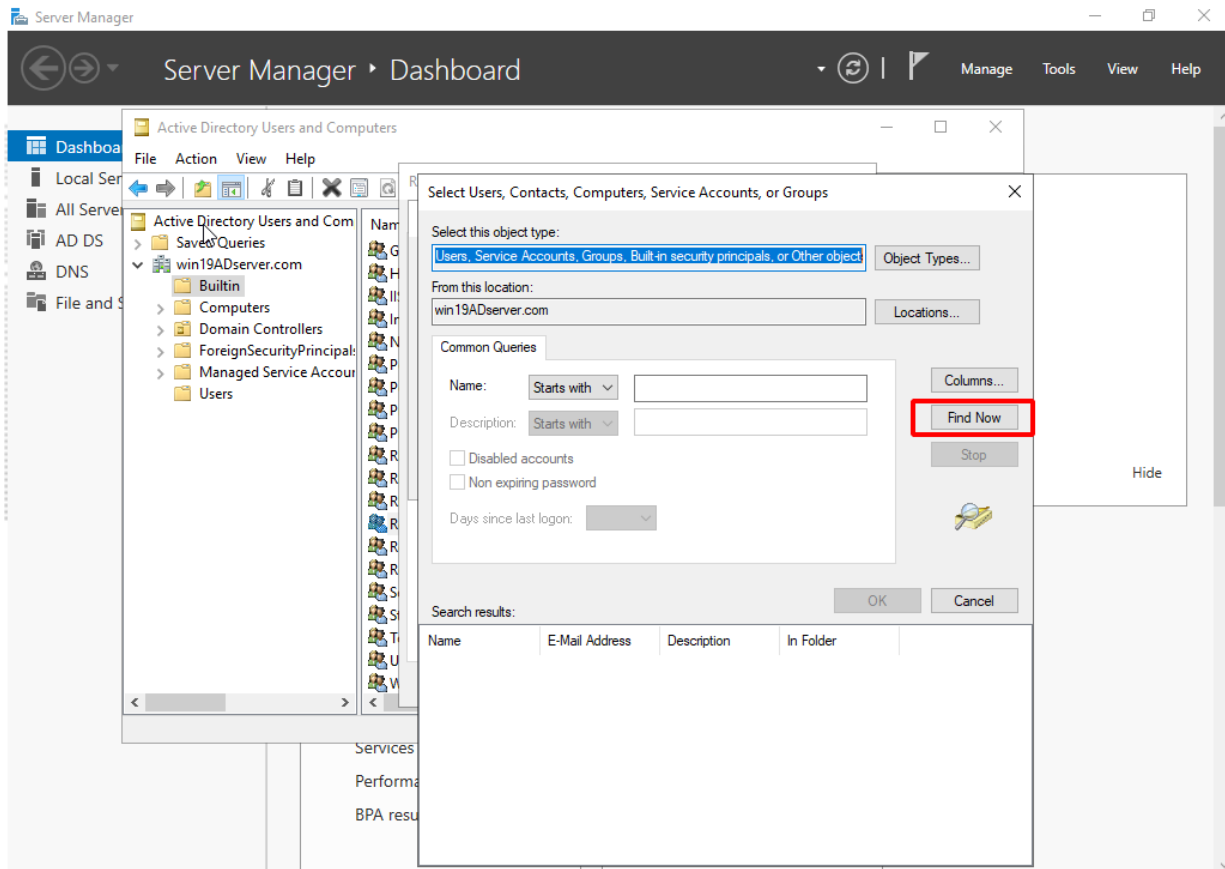 Server Manager
Server Manager ‣ Dashboard
Manage Tools View Help
Active Directory Users and Computers
File Action View Help
Local Ser
AD DS
DNS
File and S
Active Directory Users and Com
Saved Queries
win19ADserver.com
Builtin
Computers
Domain Controllers
ForeignSecurityPrincipals
Managed Service Accour
Users
Select Users, Contacts, Computers, Service Accounts, or Groups
Select this object type:
Users, Service Accounts, Groups, Built-in security principals, or Other object
Object Types...
From this location:
win19ADserver.com
Locations...
Common Queries
Name: Starts with
Description: Starts with
Disabled accounts
Non expiring password
Days since last logon:
Columns...
Find Now
Stop
Hide
OK Cancel
Search results:
Name E-Mail Address Description In Folder
Services
Performa
BPA resu